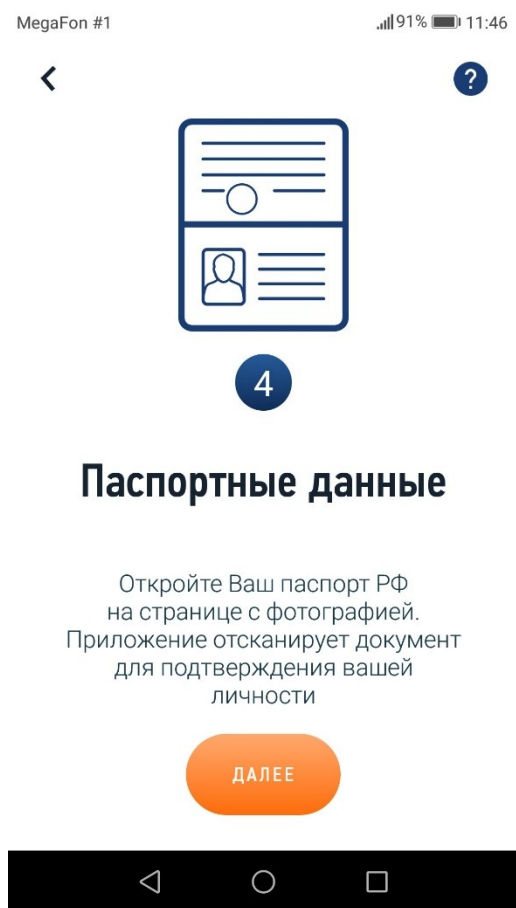 MegaFon #1 91% 11:46
?
4
Паспортные данные
Откройте Ваш паспорт РФ
на странице с фотографией.
Приложение отсканирует документ
для подтверждения вашей
личности
ДАЛЕЕ